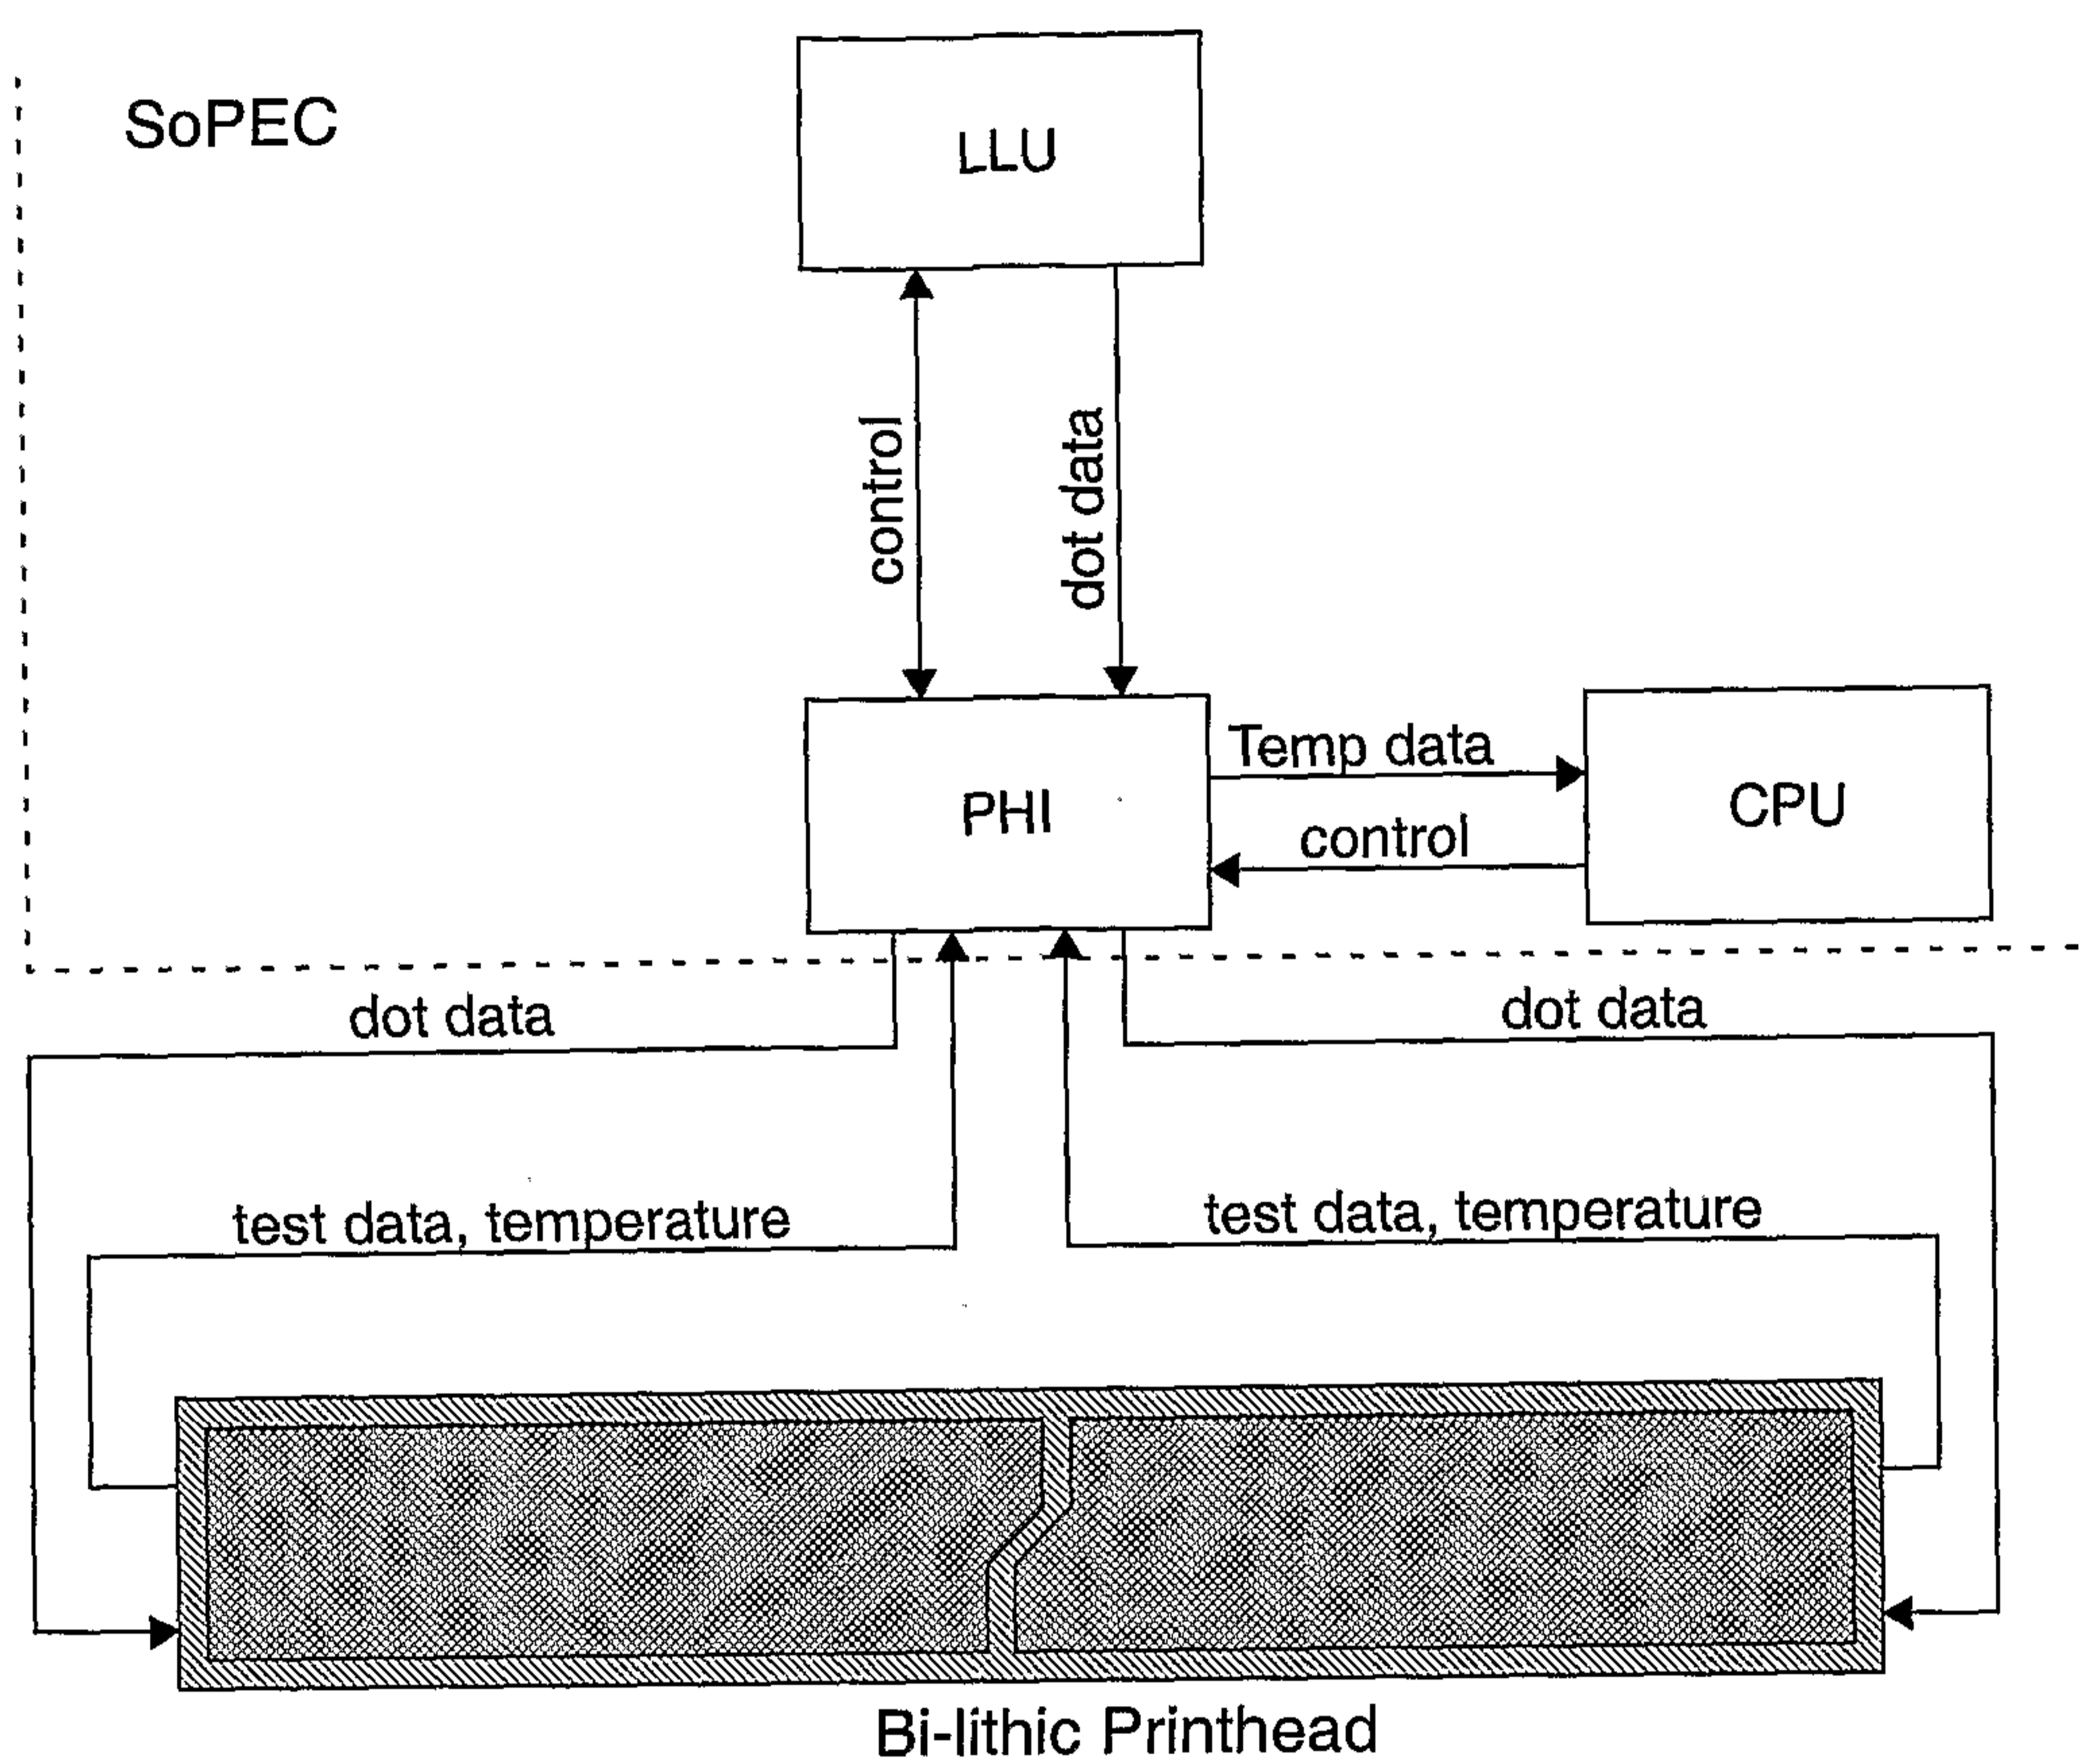 SoPEC
LLU
control
dot data
PHI
Temp data
control
CPU
dot data
dot data
test data, temperature
test data, temperature
Bi-lithic Printhead